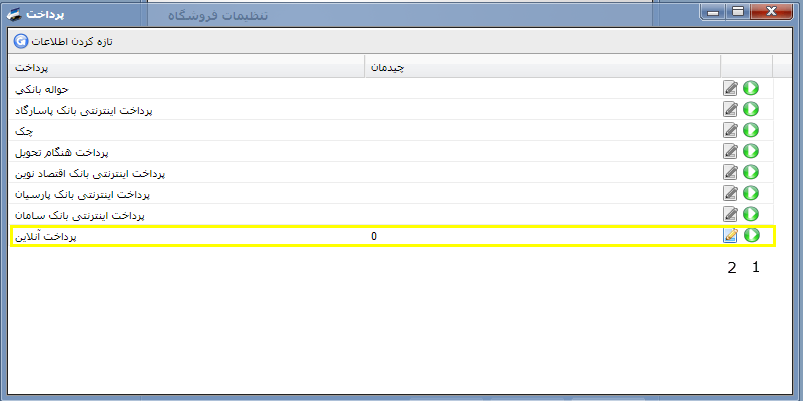 پرداخت
تنظیمات فروشگاه
تازه کردن اطلاعات
پرداخت چیدمان
حواله بانکي
پرداخت اینترنتی بانک پاسارگاد
چک
پرداخت هنگام تحویل
پرداخت اینترنتی بانک اقتصاد نوین
پرداخت اینترنتی بانک پارسیان
پرداخت اینترنتی بانک سامان
پرداخت آنلاین 0
2 1